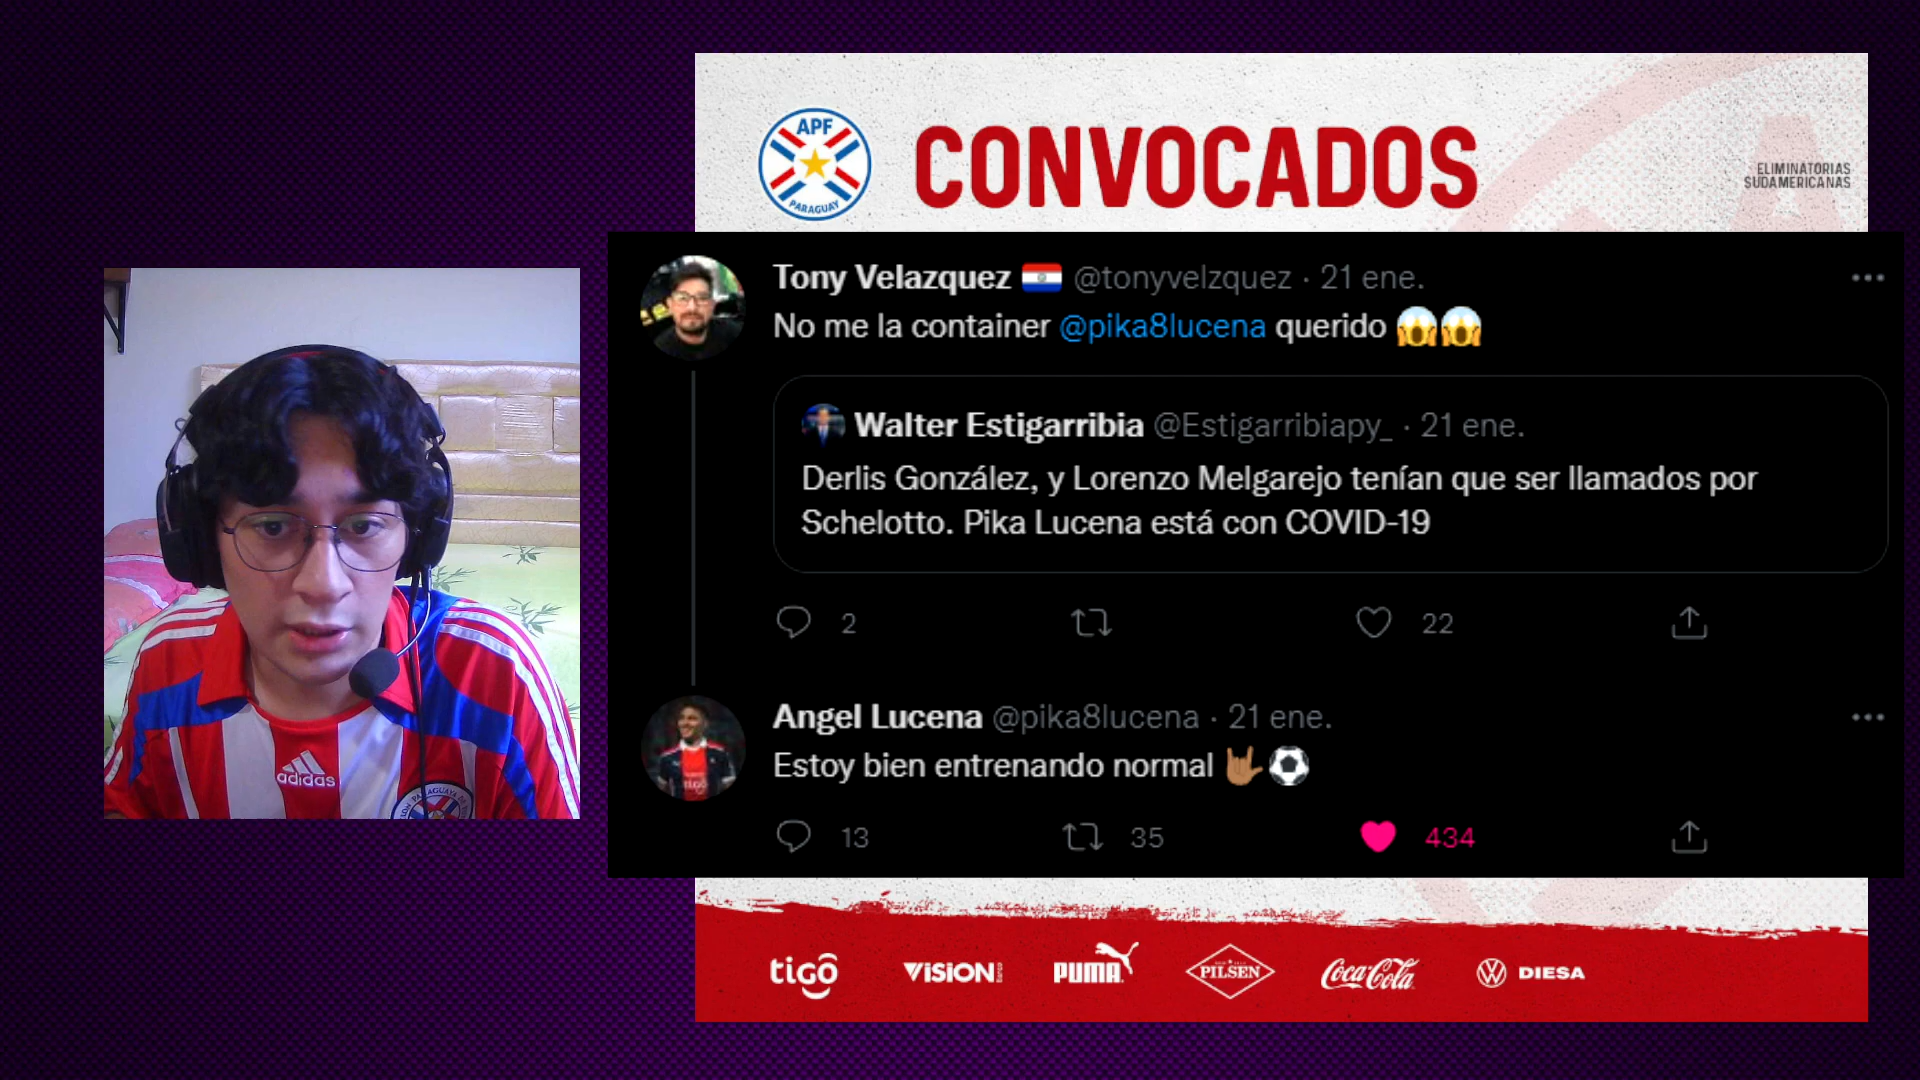 APF
PARAGUAY
CONVOCADOS
ELIMINATORIAS
SUDAMERICANAS
Tony Velazquez @tonyvelzquez · 21 ene.
No me la container @pika8lucena querido 😱😱
Walter Estigarribia @Estigarribiapy_ · 21 ene.
Derlis González, y Lorenzo Melgarejo tenían que ser llamados por
Schelotto. Pika Lucena está con COVID-19
2 22
Angel Lucena @pika8lucena · 21 ene.
Estoy bien entrenando normal 🤟🏽⚽
13 35 434
adidas
tigo VISION PUMA PILSEN Coca-Cola DIESA